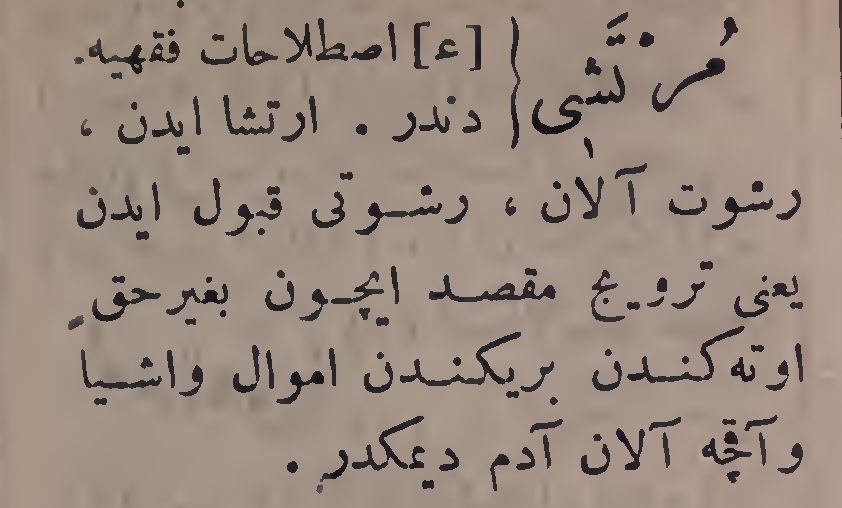 مُرتَشِی { [ع] اصطلاحات فقهیه.
دندر . ارتشا ایدن ،
رشوت آلان ، رشوتی قبول ایدن
یعنی ترویج مقصد ایچون بغیرحق
اوته کندن بریکندن اموال واشیا
وآقچه آلان آدم دیمکدر .